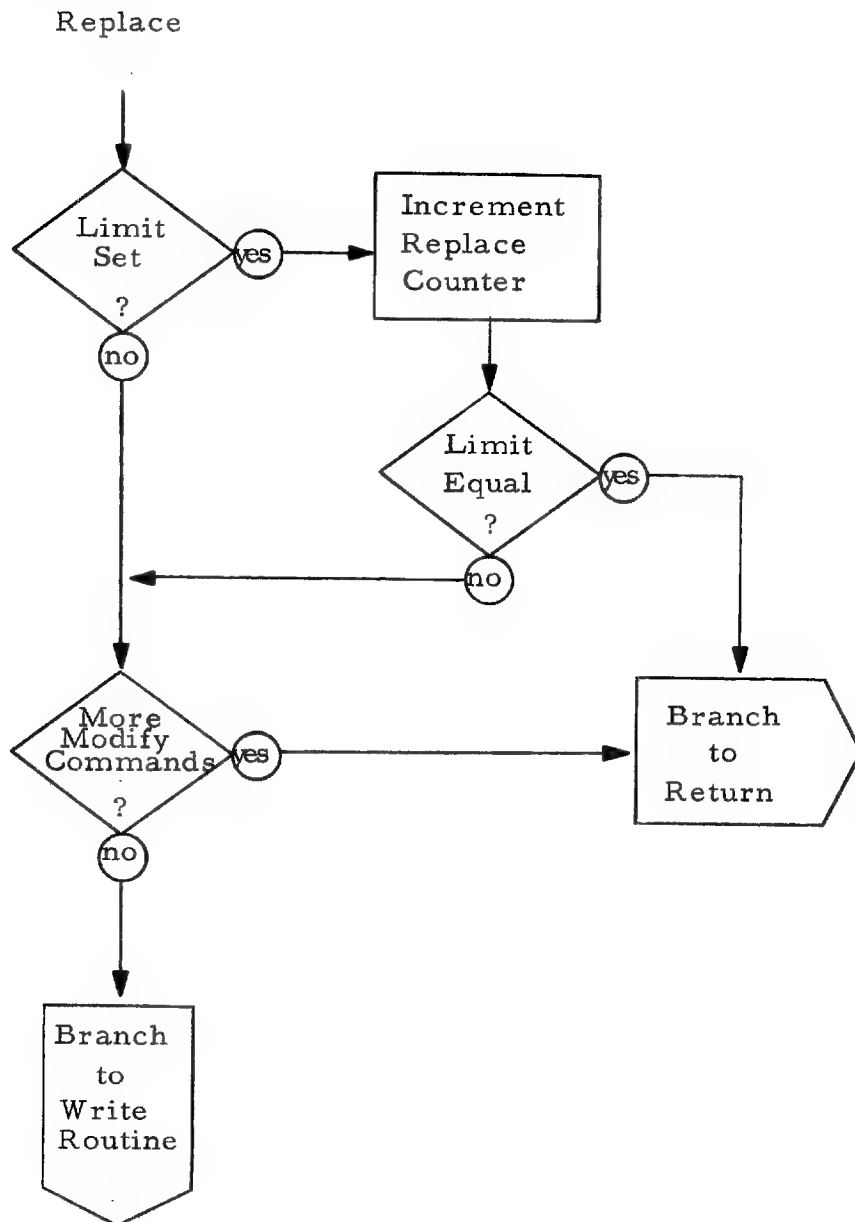 Replace
Limit
Set
?
yes
no
Increment
Replace
Counter
Limit
Equal
?
yes
no
More
Modify
Commands
?
yes
no
Branch
to
Return
Branch
to
Write
Routine